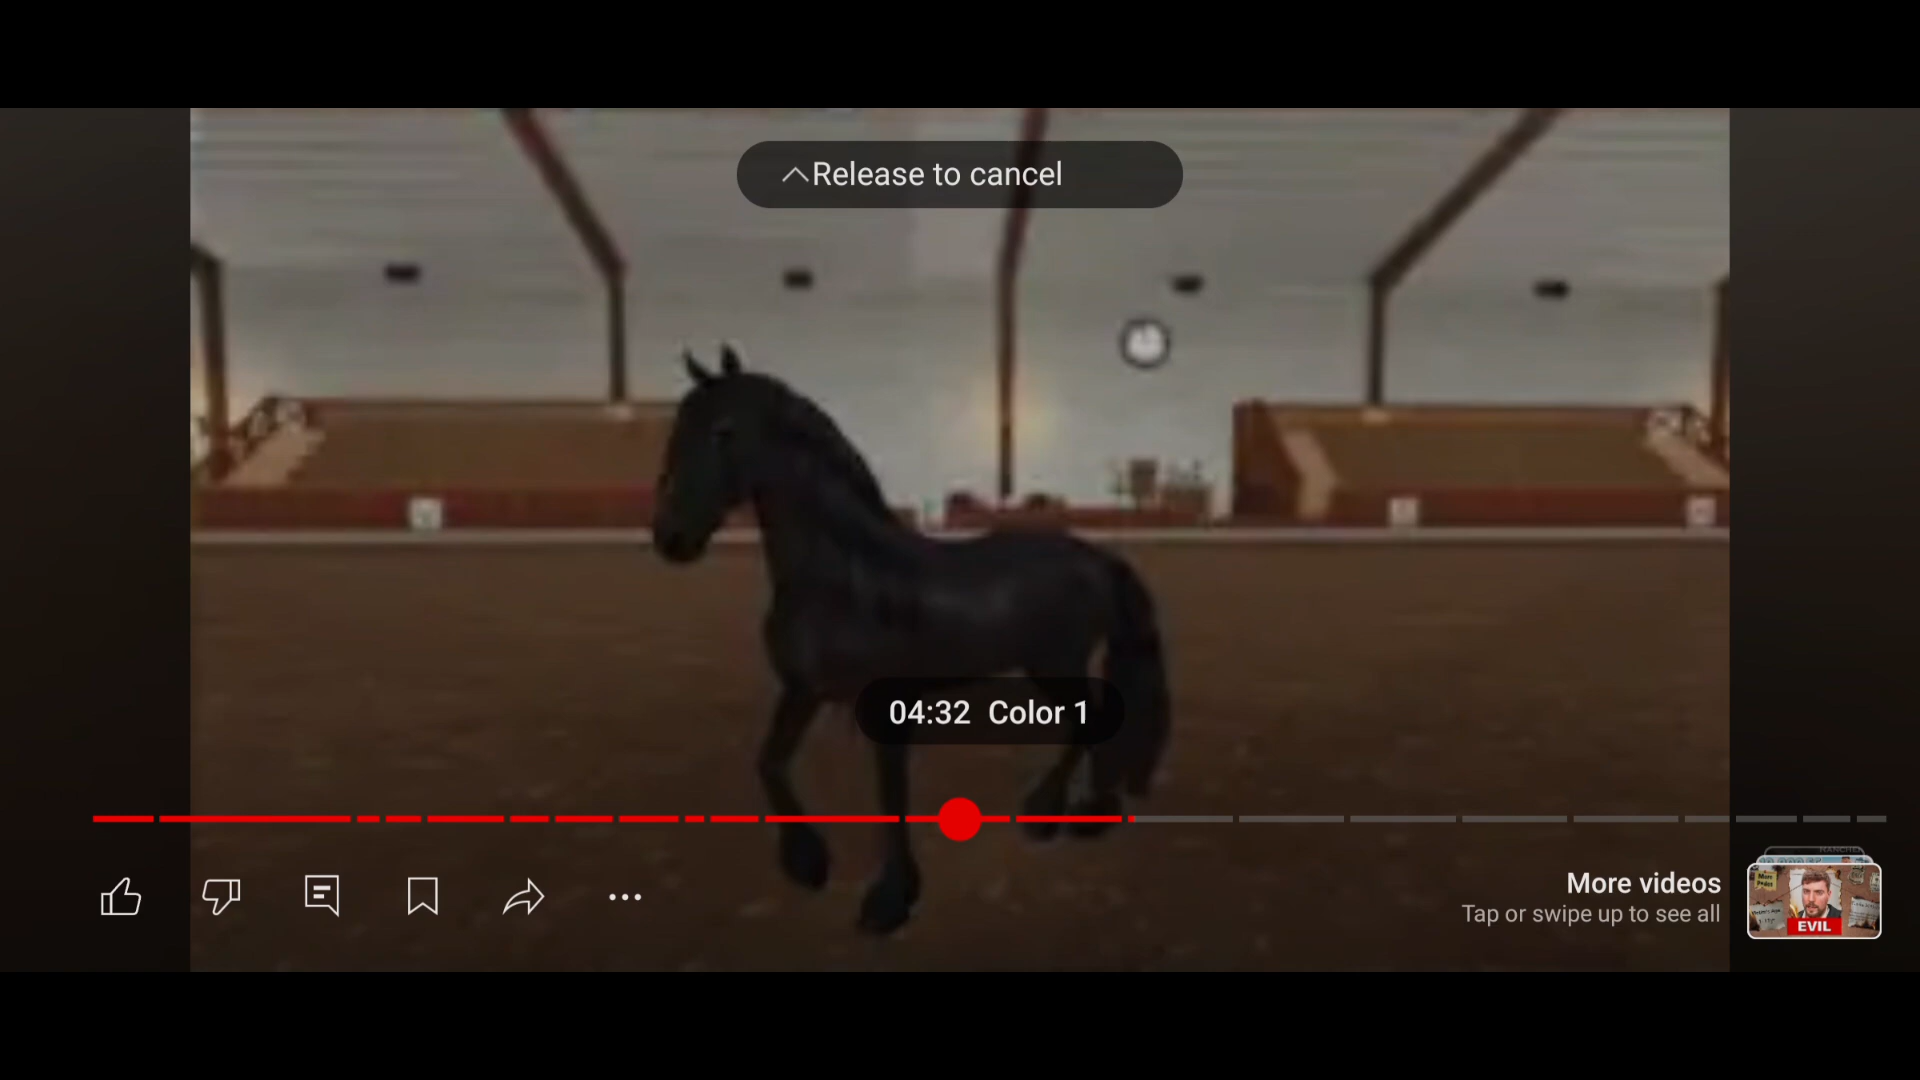 Release to cancel
04:32 Color 1
More videos
Tap or swipe up to see all
EVIL